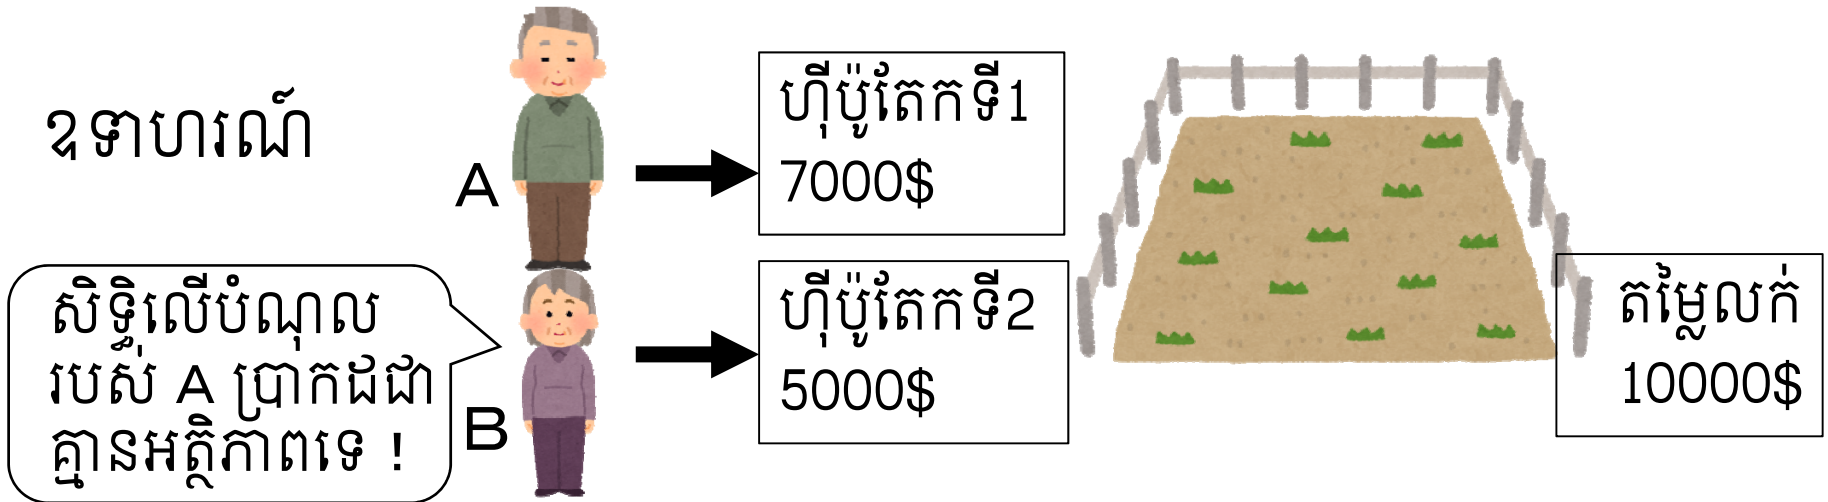 ឧទាហរណ៍
A
ហ៊ីប៉ូតែកទី1
7000$
សិទ្ធិលើបំណុល
របស់ A ប្រាកដជា
គ្មានអត្ថិភាពទេ !
B
ហ៊ីប៉ូតែកទី2
5000$
តម្លៃលក់
10000$